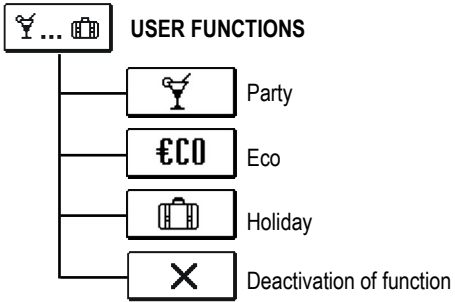 ... USER FUNCTIONS
Party
€CO Eco
Holiday
Deactivation of function